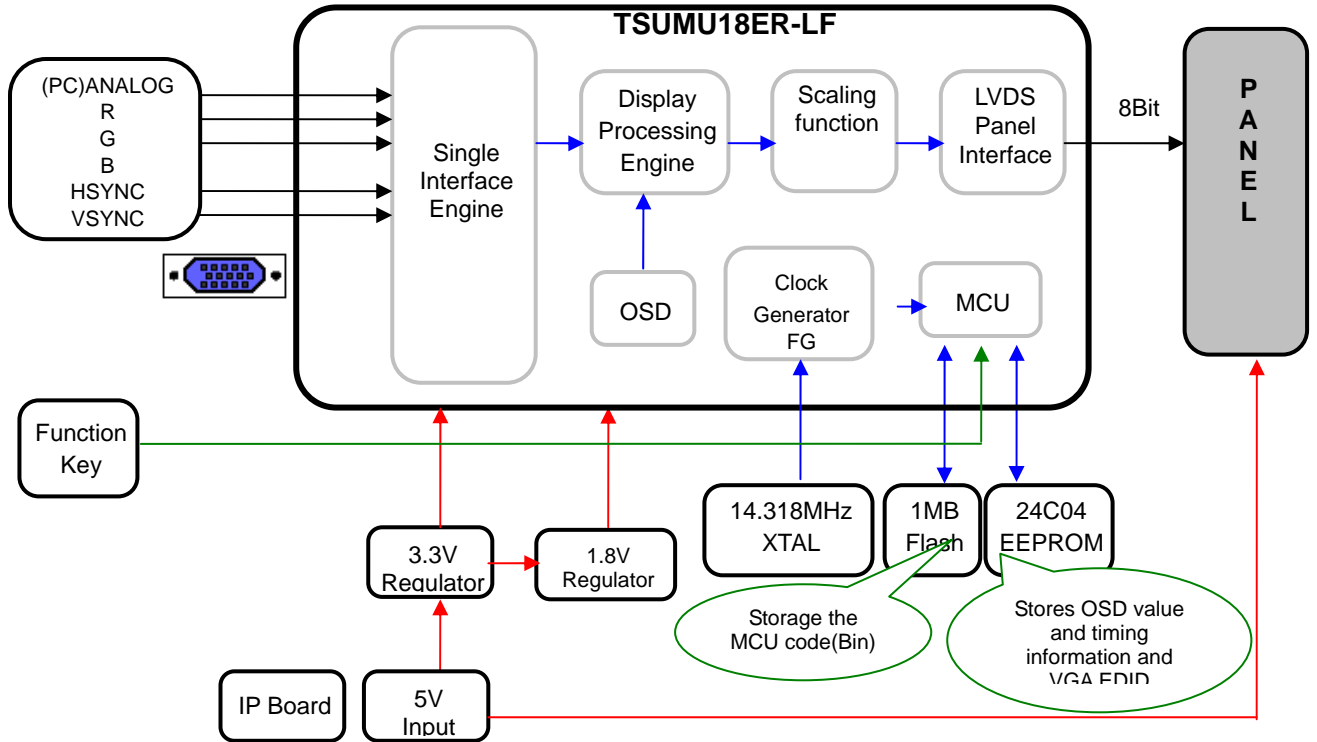 TSUMU18ER-LF
(PC)ANALOG
R
G
B
HSYNC
VSYNC
Single
Interface
Engine
Display
Processing
Engine
Scaling
function
LVDS
Panel
Interface
8Bit
P
A
N
E
L
OSD
Clock
Generator
FG
MCU
Function
Key
14.318MHz
XTAL
1MB
Flash
24C04
EEPROM
3.3V
Regulator
1.8V
Regulator
Storage the
MCU code(Bin)
Stores OSD value
and timing
information and
VGA EDID
IP Board
5V
Input